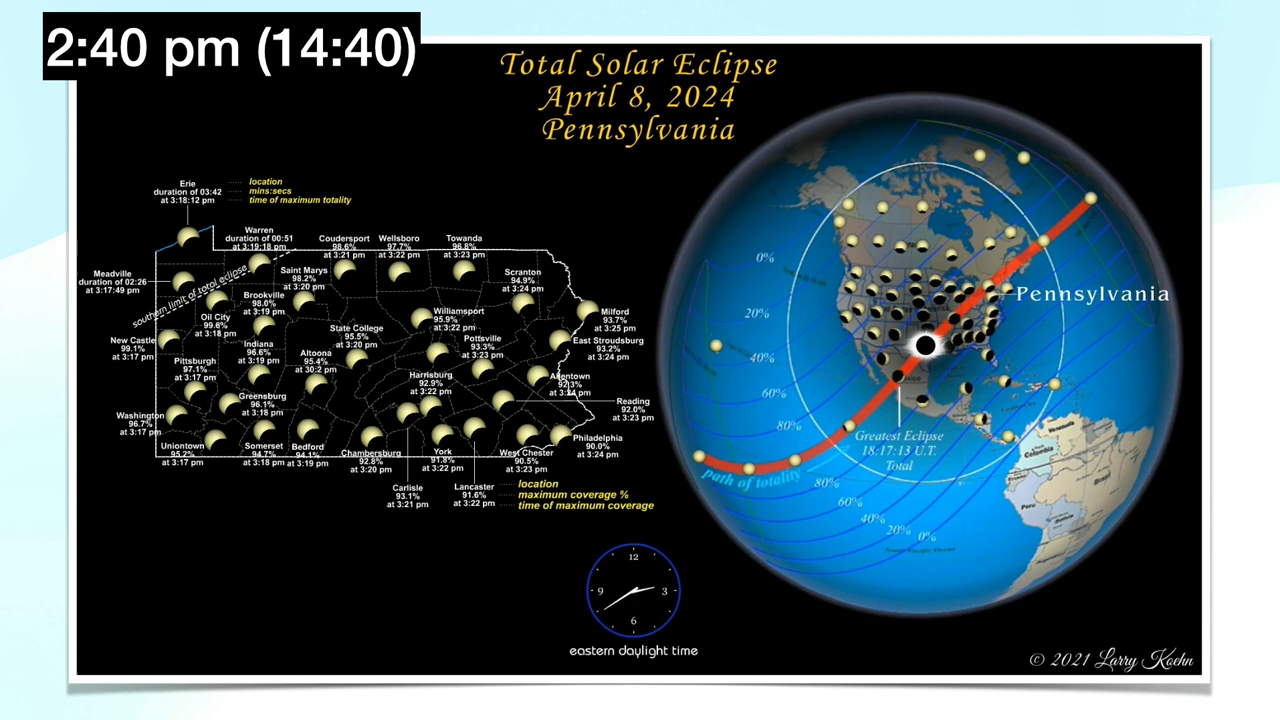 2:40 pm (14:40)
Total Solar Eclipse
April 8, 2024
Pennsylvania
Erie
duration of 03:42
at 3:18:12 pm
location
mins:secs
time of maximum totality
Warren
duration of 00:51
at 3:19:18 pm
Coudersport
98.6%
at 3:21 pm
Wellsboro
97.7%
at 3:22 pm
Towanda
96.8%
at 3:23 pm
Meadville
duration of 02:26
at 3:17:49 pm
southern limit of total eclipse
Saint Marys
98.2%
at 3:20 pm
Scranton
94.9%
at 3:24 pm
Brookville
98.0%
at 3:19 pm
Oil City
99.6%
at 3:18 pm
Williamsport
95.9%
at 3:22 pm
Milford
93.7%
at 3:25 pm
New Castle
99.1%
at 3:17 pm
State College
95.5%
at 3:20 pm
Pottsville
93.3%
at 3:23 pm
East Stroudsburg
93.2%
at 3:24 pm
Indiana
96.6%
at 3:19 pm
Pittsburgh
97.1%
at 3:17 pm
Altoona
95.4%
at 30:2 pm
Harrisburg
92.9%
at 3:22 pm
Allentown
92.3%
at 3:24 pm
Greensburg
96.1%
at 3:18 pm
Reading
92.0%
at 3:23 pm
Washington
96.7%
at 3:17 pm
Uniontown
95.2%
at 3:17 pm
Somerset
94.7%
at 3:18 pm
Bedford
94.1%
at 3:19 pm
Chambersburg
92.8%
at 3:20 pm
York
91.8%
at 3:22 pm
West Chester
90.5%
at 3:23 pm
Philadelphia
90.0%
at 3:24 pm
Carlisle
93.1%
at 3:21 pm
Lancaster
91.6%
at 3:22 pm
location
maximum coverage %
time of maximum coverage
12
9
3
6
eastern daylight time
0%
20%
40%
60%
80%
Pennsylvania
Greatest Eclipse
18:17:13 U.T.
Total
path of totality
80%
60%
40%
20%
0%
Venezuela
Colombia
Peru
Brazil
Bolivia
© 2021 Larry Koehn